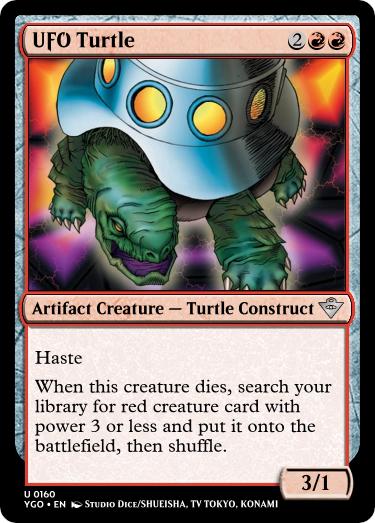 UFO Turtle 2
Artifact Creature — Turtle Construct
Haste
When this creature dies, search your
library for red creature card with
power 3 or less and put it onto the
battlefield, then shuffle.
3/1
U 0160
YGO • EN Studio Dice/SHUEISHA, TV TOKYO, KONAMI